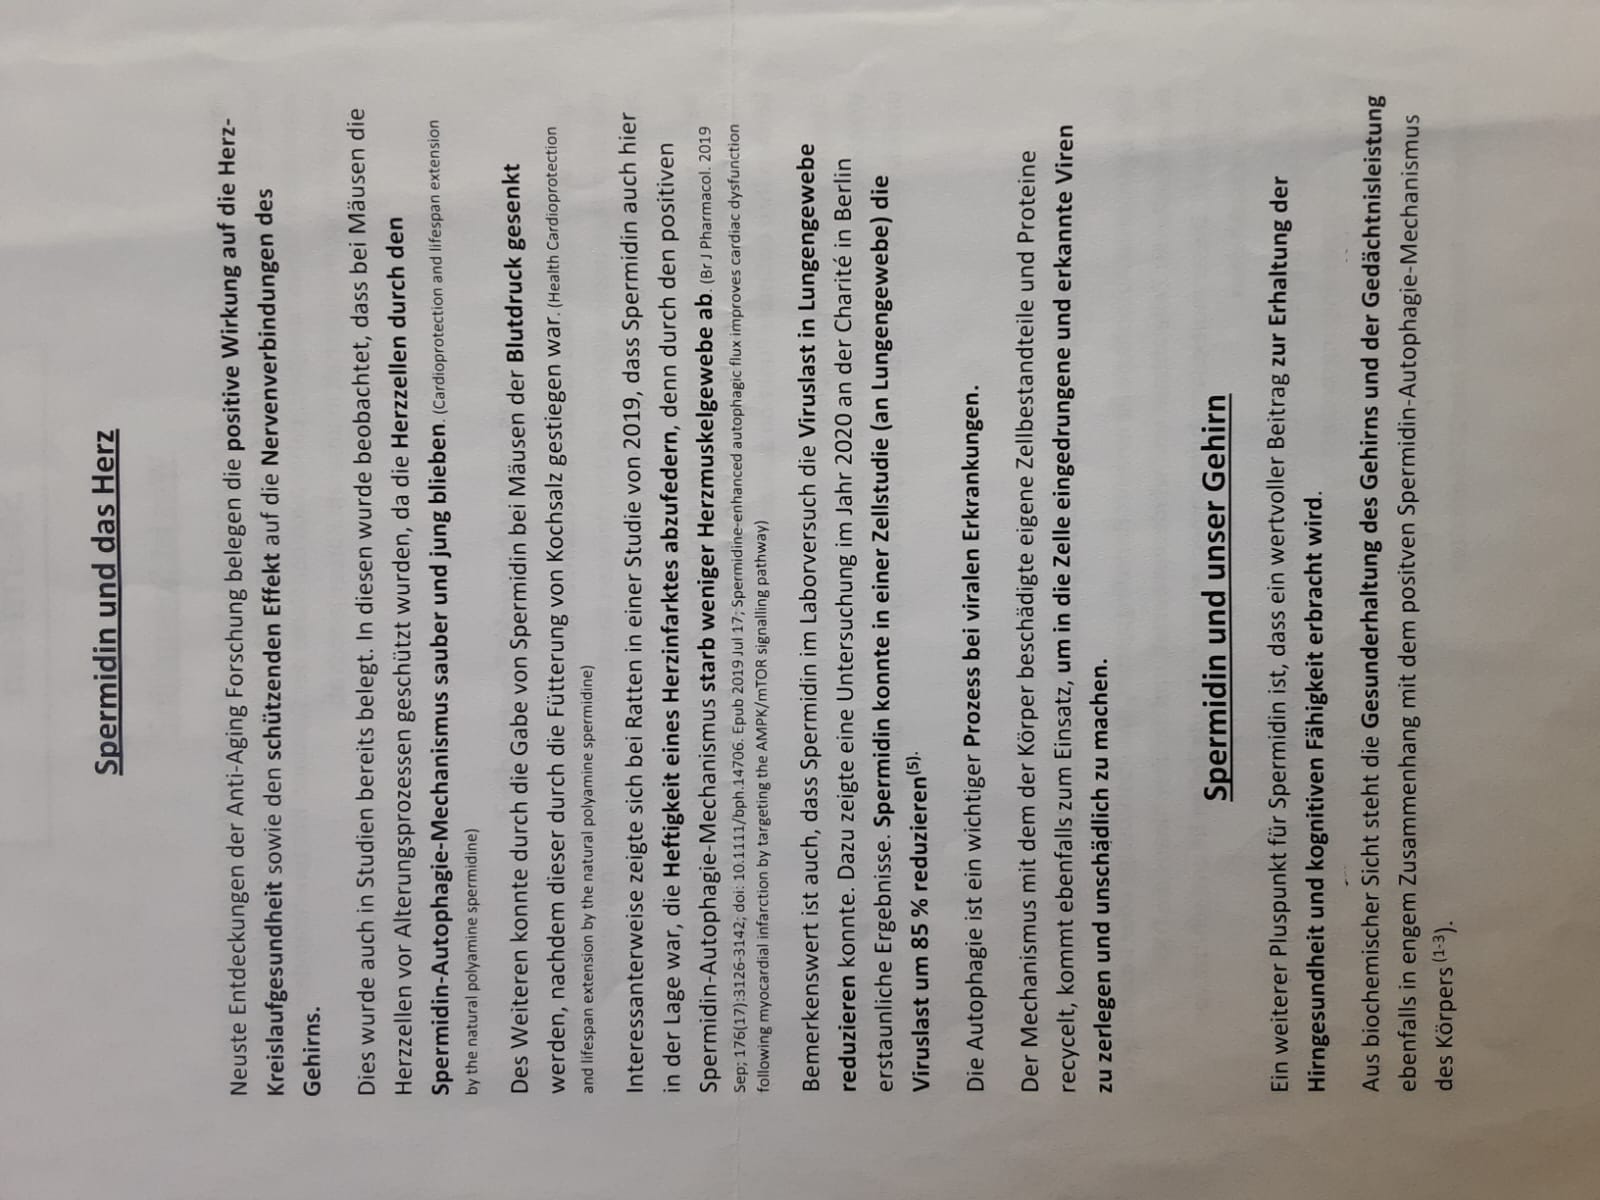 Spermidin und das Herz
Neuste Entdeckungen der Anti-Aging Forschung belegen die positive Wirkung auf die Herz-
Kreislaufgesundheit sowie den schützenden Effekt auf die Nervenverbindungen des
Gehirns.
Dies wurde auch in Studien bereits belegt. In diesen wurde beobachtet, dass bei Mäusen die
Herzzellen vor Alterungsprozessen geschützt wurden, da die Herzzellen durch den
Spermidin-Autophagie-Mechanismus sauber und jung blieben. (Cardioprotection and lifespan extension
by the natural polyamine spermidine)
Des Weiteren konnte durch die Gabe von Spermidin bei Mäusen der Blutdruck gesenkt
werden, nachdem dieser durch die Fütterung von Kochsalz gestiegen war. (Health Cardioprotection
and lifespan extension by the natural polyamine spermidine)
Interessanterweise zeigte sich bei Ratten in einer Studie von 2019, dass Spermidin auch hier
in der Lage war, die Heftigkeit eines Herzinfarktes abzufedern, denn durch den positiven
Spermidin-Autophagie-Mechanismus starb weniger Herzmuskelgewebe ab. (Br J Pharmacol. 2019
Sep; 176(17):3126-3142; doi: 10.1111/bph.14706. Epub 2019 Jul 17; Spermidine-enhanced autophagic flux improves cardiac dysfunction
following myocardial infarction by targeting the AMPK/mTOR signalling pathway)
Bemerkenswert ist auch, dass Spermidin im Laborversuch die Viruslast in Lungengewebe
reduzieren konnte. Dazu zeigte eine Untersuchung im Jahr 2020 an der Charité in Berlin
erstaunliche Ergebnisse. Spermidin konnte in einer Zellstudie (an Lungengewebe) die
Viruslast um 85 % reduzieren(5).
Die Autophagie ist ein wichtiger Prozess bei viralen Erkrankungen.
Der Mechanismus mit dem der Körper beschädigte eigene Zellbestandteile und Proteine
recycelt, kommt ebenfalls zum Einsatz, um in die Zelle eingedrungene und erkannte Viren
zu zerlegen und unschädlich zu machen.
Spermidin und unser Gehirn
Ein weiterer Pluspunkt für Spermidin ist, dass ein wertvoller Beitrag zur Erhaltung der
Hirngesundheit und kognitiven Fähigkeit erbracht wird.
Aus biochemischer Sicht steht die Gesunderhaltung des Gehirns und der Gedächtnisleistung
ebenfalls in engem Zusammenhang mit dem positven Spermidin-Autophagie-Mechanismus
des Körpers (1-3).